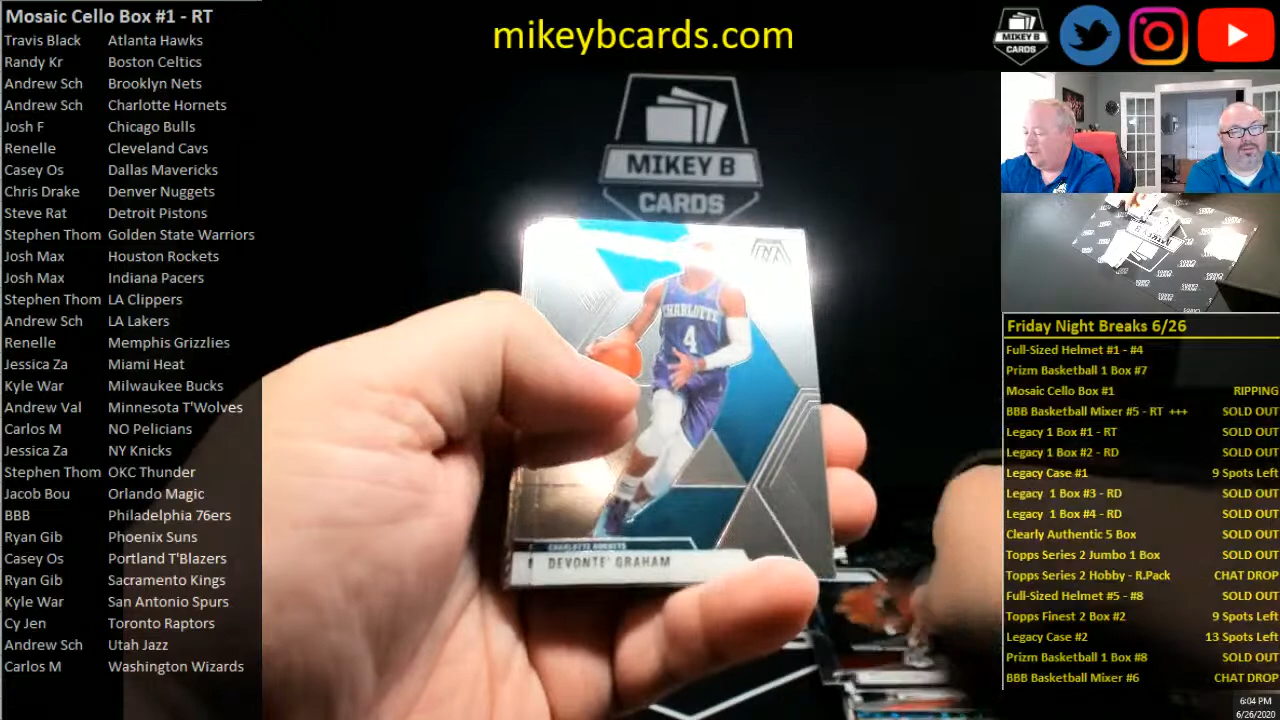 Mosaic Cello Box #1 - RT
Travis Black Atlanta Hawks
Randy Kr Boston Celtics
Andrew Sch Brooklyn Nets
Andrew Sch Charlotte Hornets
Josh F Chicago Bulls
Renelle Cleveland Cavs
Casey Os Dallas Mavericks
Chris Drake Denver Nuggets
Steve Rat Detroit Pistons
Stephen Thom Golden State Warriors
Josh Max Houston Rockets
Josh Max Indiana Pacers
Stephen Thom LA Clippers
Andrew Sch LA Lakers
Renelle Memphis Grizzlies
Jessica Za Miami Heat
Kyle War Milwaukee Bucks
Andrew Val Minnesota T'Wolves
Carlos M NO Pelicians
Jessica Za NY Knicks
Stephen Thom OKC Thunder
Jacob Bou Orlando Magic
BBB Philadelphia 76ers
Ryan Gib Phoenix Suns
Casey Os Portland T'Blazers
Ryan Gib Sacramento Kings
Kyle War San Antonio Spurs
Cy Jen Toronto Raptors
Andrew Sch Utah Jazz
Carlos M Washington Wizards
mikeybcards.com
MIKEY B
CARDS
CHARLOTTE
4
CHARLOTTE HORNETS
DEVONTE' GRAHAM
MIKEY B
CARDS
Friday Night Breaks 6/26
Full-Sized Helmet #1 - #4
Prizm Basketball 1 Box #7
Mosaic Cello Box #1 RIPPING
BBB Basketball Mixer #5 - RT +++ SOLD OUT
Legacy 1 Box #1 - RT SOLD OUT
Legacy 1 Box #2 - RD SOLD OUT
Legacy Case #1 9 Spots Left
Legacy 1 Box #3 - RD SOLD OUT
Legacy 1 Box #4 - RD SOLD OUT
Clearly Authentic 5 Box SOLD OUT
Topps Series 2 Jumbo 1 Box SOLD OUT
Topps Series 2 Hobby - R.Pack CHAT DROP
Full-Sized Helmet #5 - #8 SOLD OUT
Topps Finest 2 Box #2 9 Spots Left
Legacy Case #2 13 Spots Left
Prizm Basketball 1 Box #8 SOLD OUT
BBB Basketball Mixer #6 CHAT DROP
6:04 PM
6/26/2020